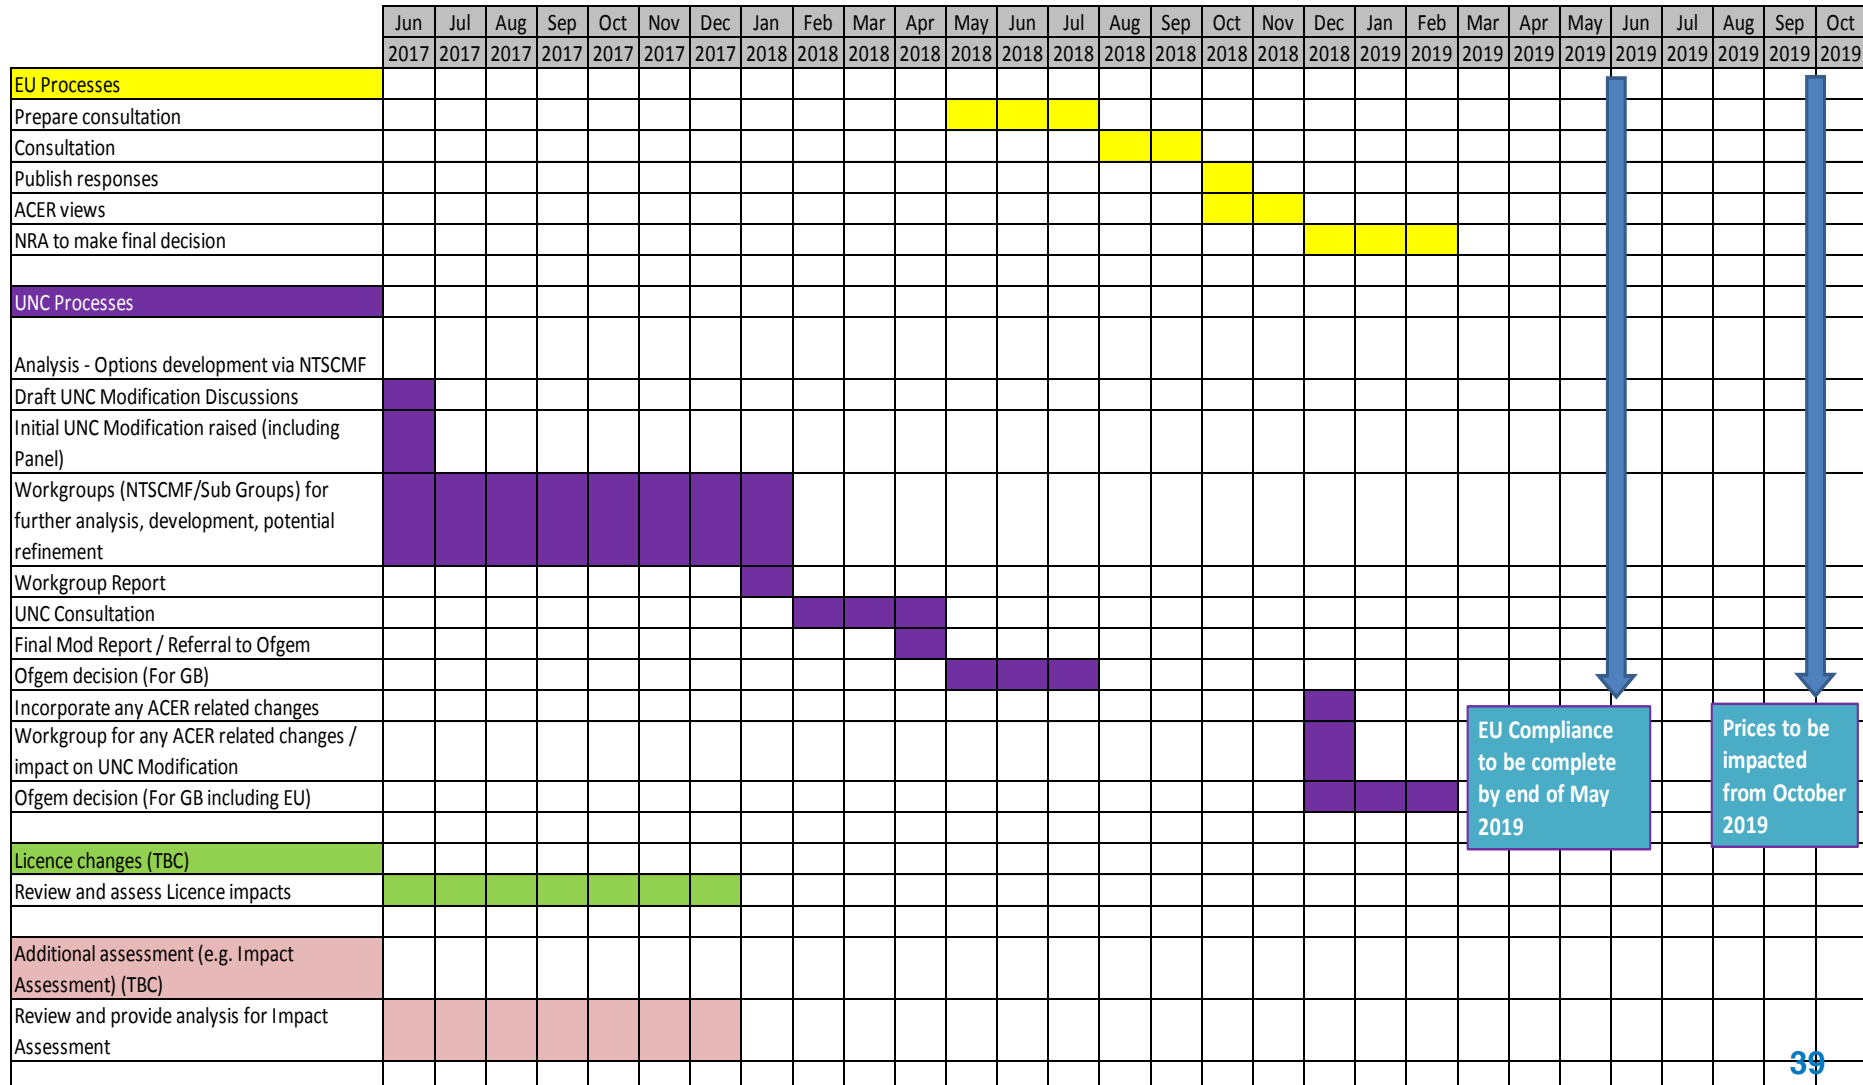 Jun Jul Aug Sep Oct Nov Dec Jan Feb Mar Apr May Jun Jul Aug Sep Oct Nov Dec Jan Feb Mar Apr May Jun Jul Aug Sep Oct
2017 2017 2017 2017 2017 2017 2017 2018 2018 2018 2018 2018 2018 2018 2018 2018 2018 2018 2018 2019 2019 2019 2019 2019 2019 2019 2019 2019 2019
EU Processes
Prepare consultation
Consultation
Publish responses
ACER views
NRA to make final decision
UNC Processes
Analysis - Options development via NTSCMF
Draft UNC Modification Discussions
Initial UNC Modification raised (including
Panel)
Workgroups (NTSCMF/Sub Groups) for
further analysis, development, potential
refinement
Workgroup Report
UNC Consultation
Final Mod Report / Referral to Ofgem
Ofgem decision (For GB)
Incorporate any ACER related changes
Workgroup for any ACER related changes /
impact on UNC Modification
Ofgem decision (For GB including EU)
EU Compliance
to be complete
by end of May
2019
Prices to be
impacted
from October
2019
Licence changes (TBC)
Review and assess Licence impacts
Additional assessment (e.g. Impact
Assessment) (TBC)
Review and provide analysis for Impact
Assessment
39